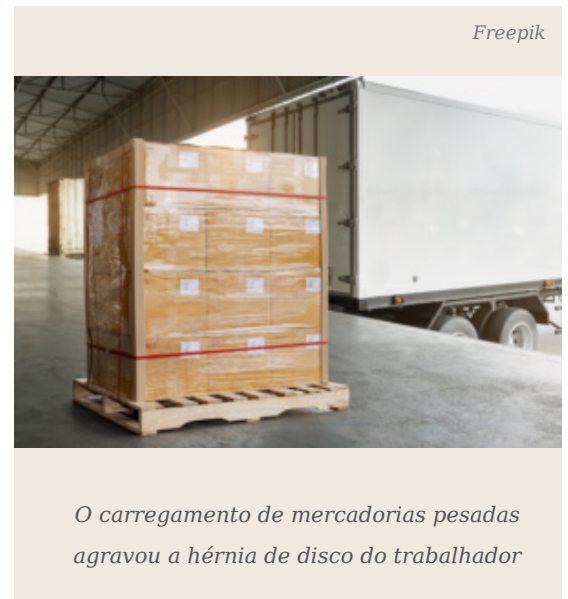 Freepik
O carregamento de mercadorias pesadas
agravou a hérnia de disco do trabalhador